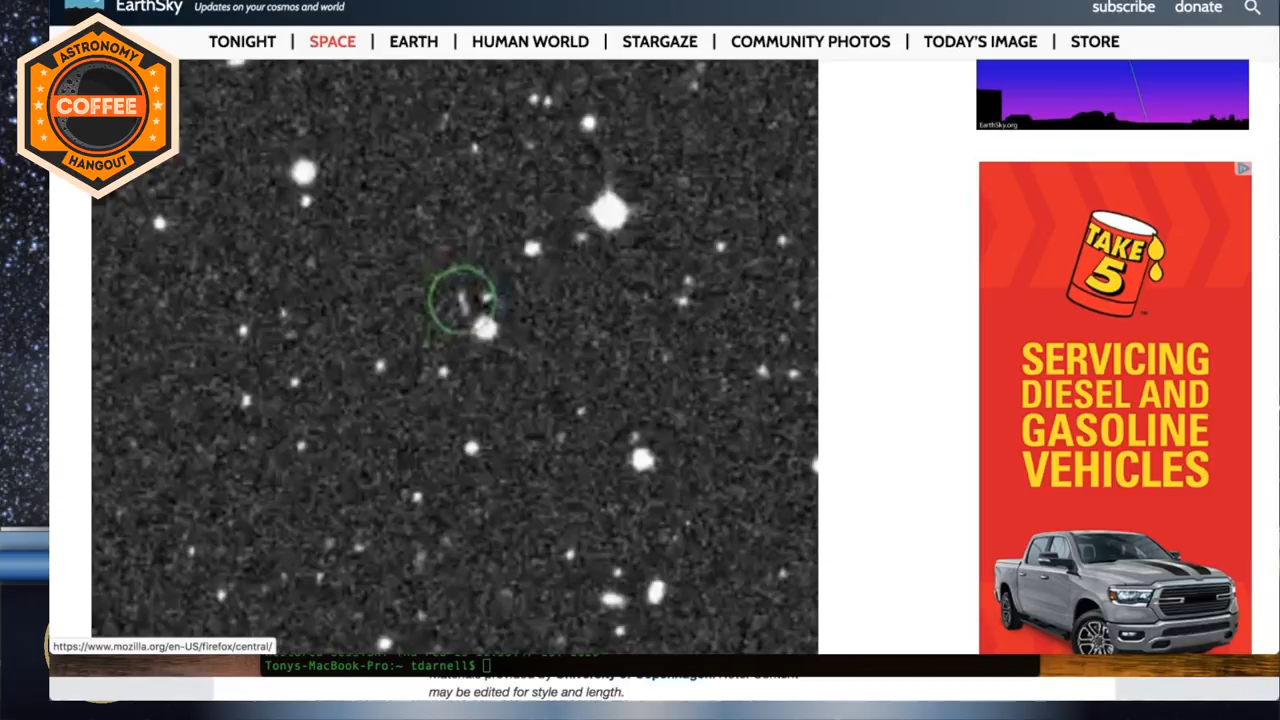 EarthSky
Updates on your cosmos and world
subscribe
donate
ASTRONOMY
COFFEE
HANGOUT
TONIGHT | SPACE | EARTH | HUMAN WORLD | STARGAZE | COMMUNITY PHOTOS | TODAY'S IMAGE | STORE
EarthSky.org
TAKE
5
SERVICING
DIESEL AND
GASOLINE
VEHICLES
https://www.mozilla.org/en-US/firefox/central/
Tonys-MacBook-Pro:~ tdarnell$
may be edited for style and length.